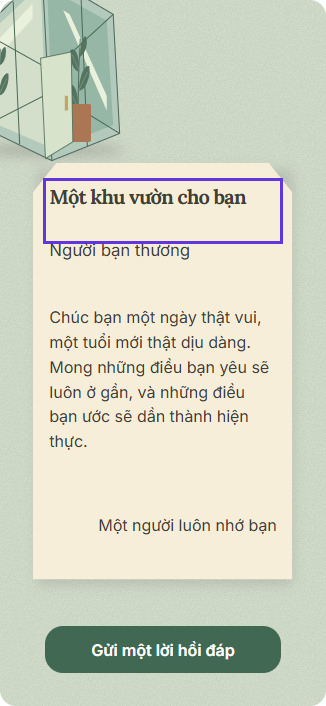 Một khu vườn cho bạn
Người bạn thương
Chúc bạn một ngày thật vui,
một tuổi mới thật dịu dàng.
Mong những điều bạn yêu sẽ
luôn ở gần, và những điều
bạn ước sẽ dần thành hiện
thực.
Một người luôn nhớ bạn
Gửi một lời hồi đáp